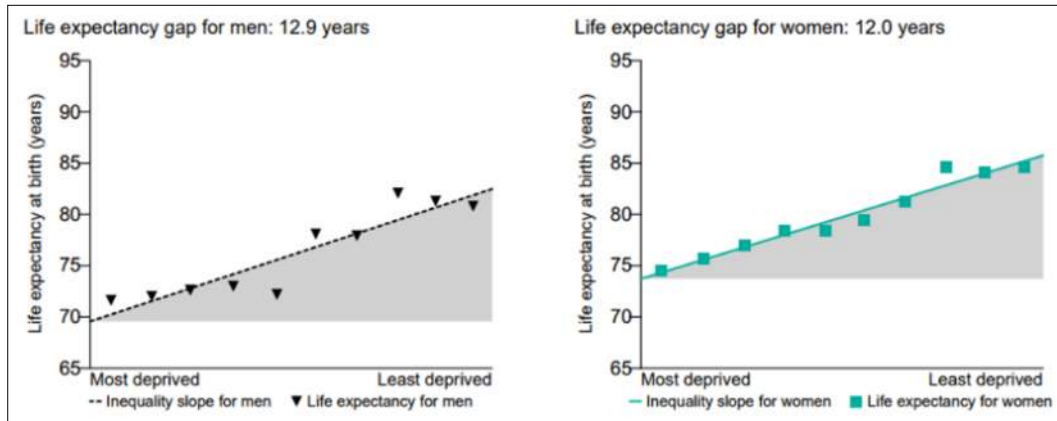 Life expectancy gap for men: 12.9 years
Life expectancy at birth (years)
95
90
85
80
75
70
65
Most deprived Least deprived
Inequality slope for men Life expectancy for men
Life expectancy gap for women: 12.0 years
Life expectancy at birth (years)
95
90
85
80
75
70
65
Most deprived Least deprived
Inequality slope for women Life expectancy for women